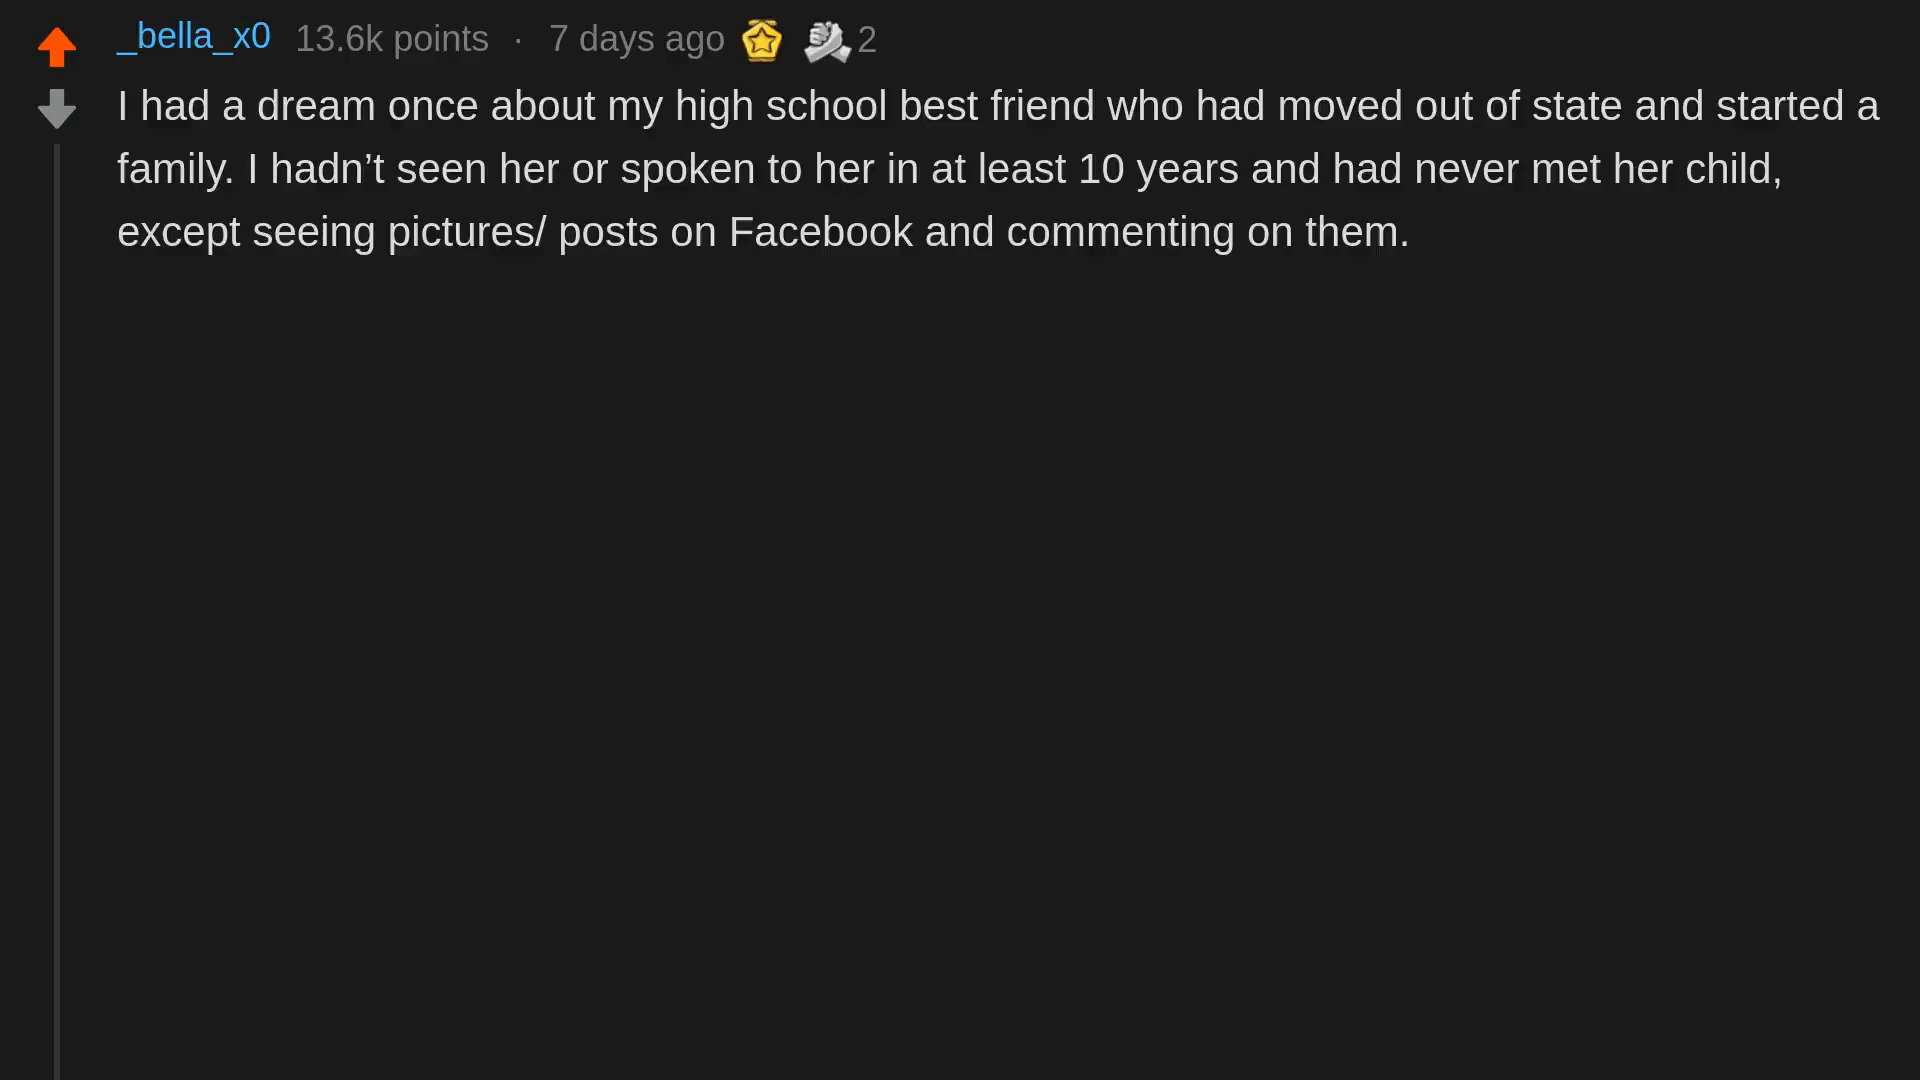 _bella_x0 13.6k points · 7 days ago 2
I had a dream once about my high school best friend who had moved out of state and started a
family. I hadn’t seen her or spoken to her in at least 10 years and had never met her child,
except seeing pictures/ posts on Facebook and commenting on them.